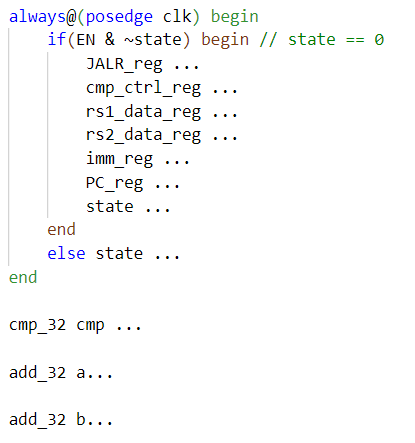 always@(posedge clk) begin
    if(EN & ~state) begin // state == 0
        JALR_reg ...
        cmp_ctrl_reg ...
        rs1_data_reg ...
        rs2_data_reg ...
        imm_reg ...
        PC_reg ...
        state ...
    end
    else state ...
end
cmp_32 cmp ...
add_32 a...
add_32 b...